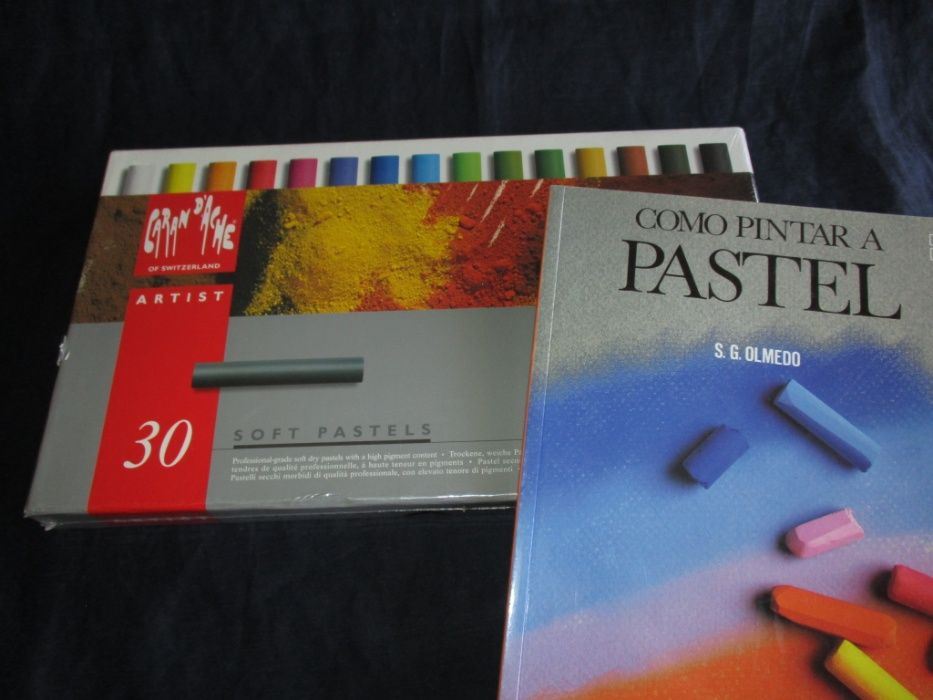 CARAN D'ACHE
OF SWITZERLAND
ARTIST
30
SOFT PASTELS
Professional-grade soft dry pastels with a high pigment content • Trockene, weiche
tendres de qualité professionnelle, à haute teneur en pigments • Pastel
Pastelli secchi morbidi di qualità professionale, con elevato tenore di pigmenti
COMO PINTAR A
PASTEL
S. G. OLMEDO